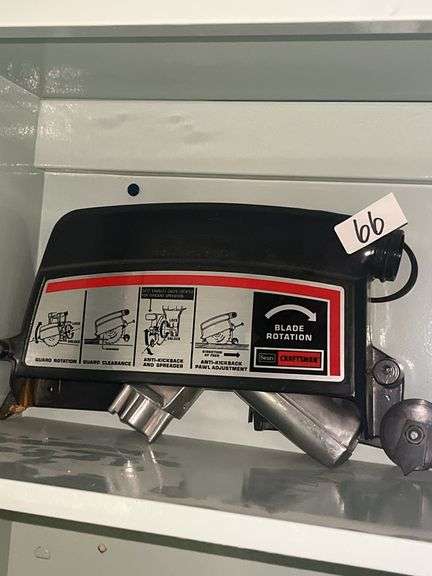 66
BLADE
ROTATION
GUARD ROTATION
GUARD CLEARANCE
ANTI-KICKBACK
AND SPREADER
ANTI-KICKBACK
PAWL ADJUSTMENT
Sears
CRAFTSMAN